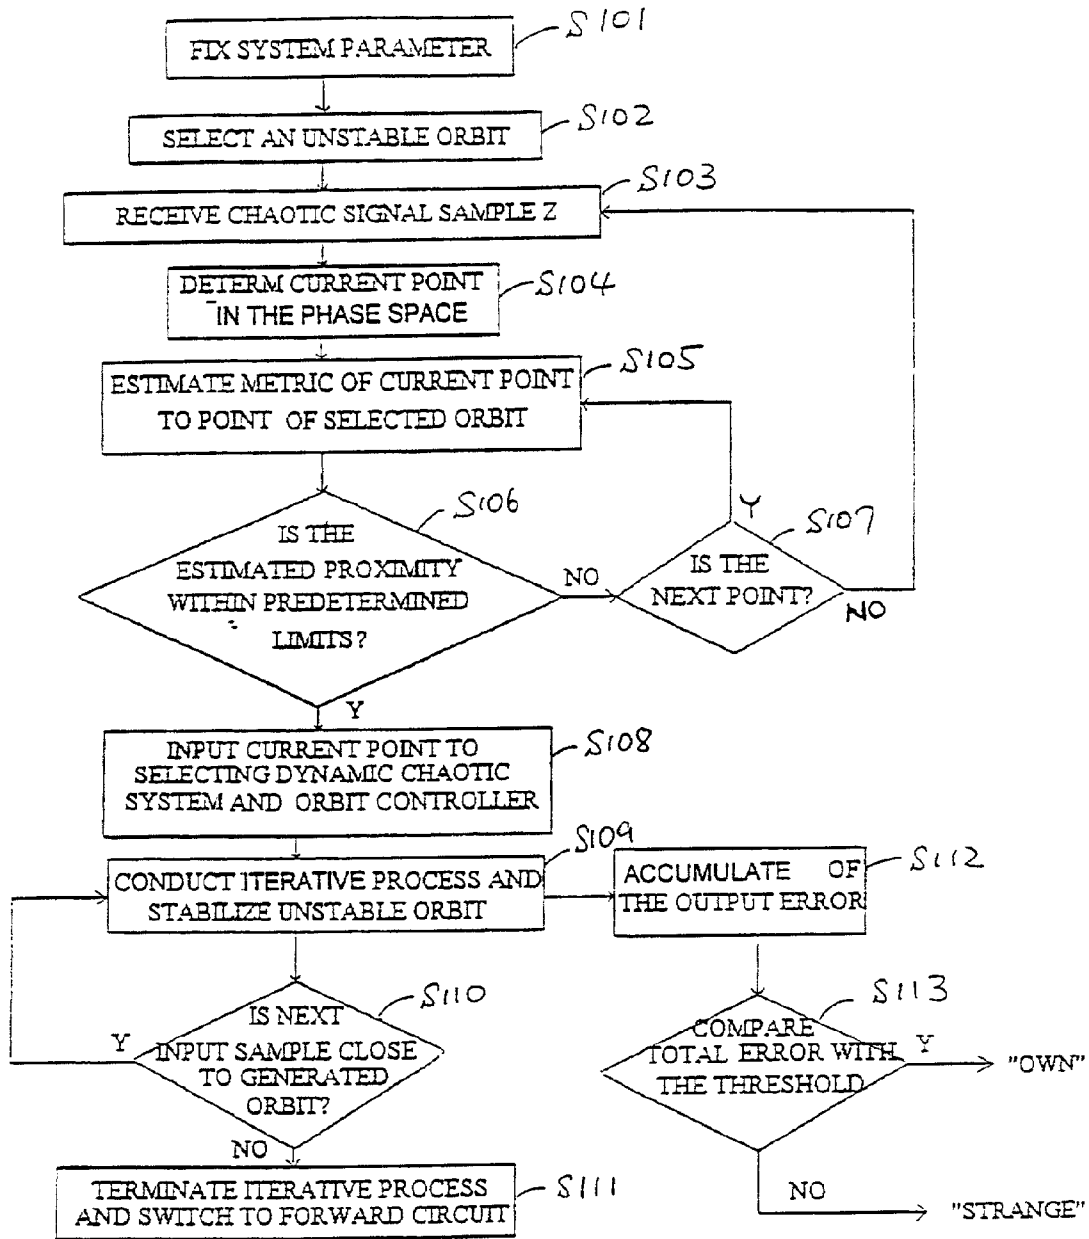 FIX SYSTEM PARAMETER
S101
SELECT AN UNSTABLE ORBIT
S102
RECEIVE CHAOTIC SIGNAL SAMPLE Z
S103
DETERM CURRENT POINT
IN THE PHASE SPACE
S104
ESTIMATE METRIC OF CURRENT POINT
TO POINT OF SELECTED ORBIT
S105
IS THE
ESTIMATED PROXIMITY
WITHIN PREDETERMINED
LIMITS?
S106
NO
Y
IS THE
NEXT POINT?
S107
Y
NO
INPUT CURRENT POINT TO
SELECTING DYNAMIC CHAOTIC
SYSTEM AND ORBIT CONTROLLER
S108
CONDUCT ITERATIVE PROCESS AND
STABILIZE UNSTABLE ORBIT
S109
ACCUMULATE OF
THE OUTPUT ERROR
S112
IS NEXT
INPUT SAMPLE CLOSE
TO GENERATED
ORBIT?
S110
Y
NO
COMPARE
TOTAL ERROR WITH
THE THRESHOLD
S113
Y
"OWN"
NO
"STRANGE"
TERMINATE ITERATIVE PROCESS
AND SWITCH TO FORWARD CIRCUIT
S111